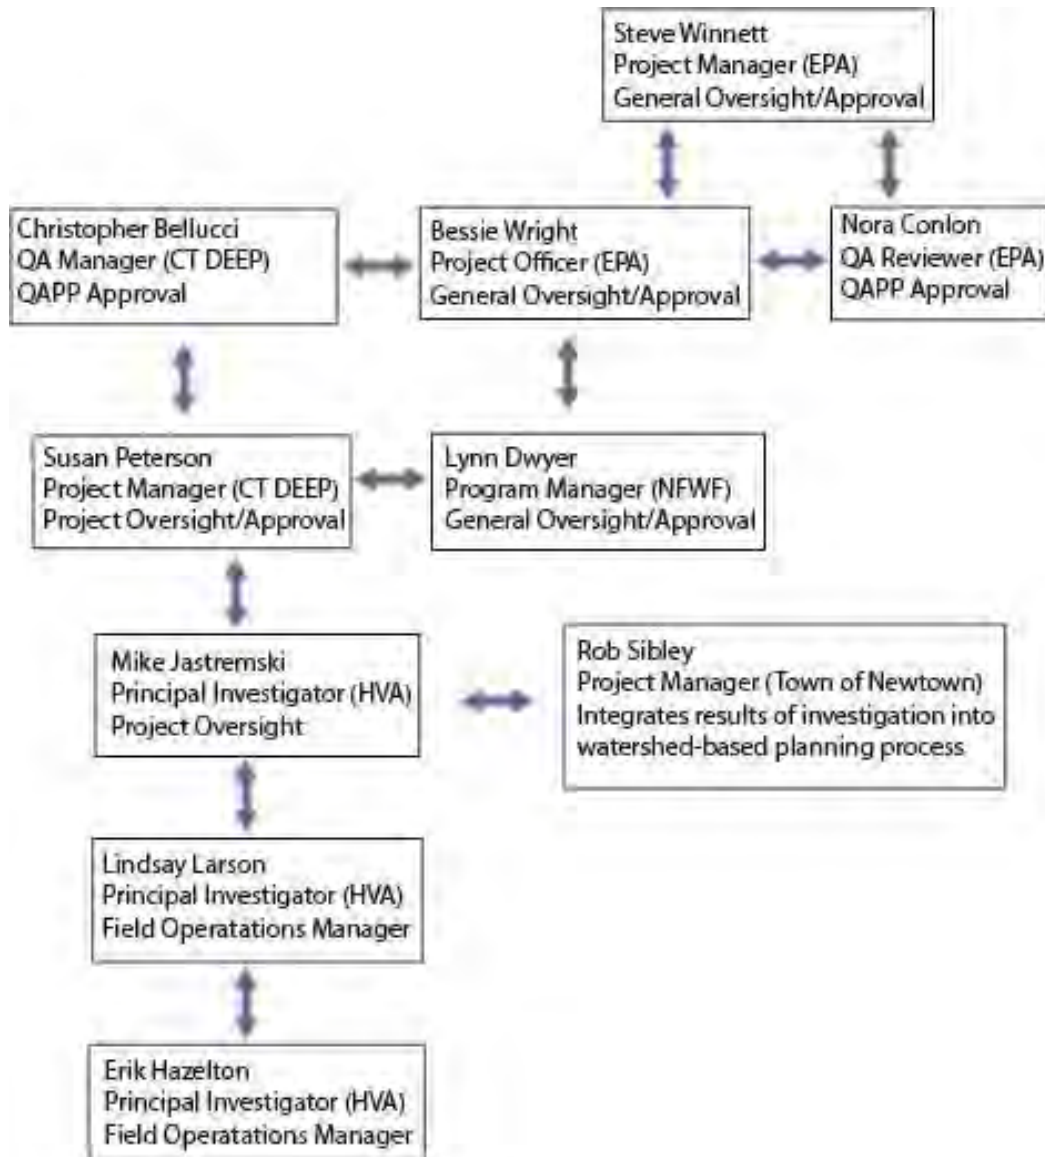 Steve Winnett
Project Manager (EPA)
General Oversight/Approval
Christopher Bellucci
QA Manager (CT DEEP)
QAPP Approval
Bessie Wright
Project Officer (EPA)
General Oversight/Approval
Nora Conlon
QA Reviewer (EPA)
QAPP Approval
Susan Peterson
Project Manager (CT DEEP)
Project Oversight/Approval
Lynn Dwyer
Program Manager (NFWF)
General Oversight/Approval
Mike Jastremski
Principal Investigator (HVA)
Project Oversight
Rob Sibley
Project Manager (Town of Newtown)
Integrates results of investigation into
watershed-based planning process
Lindsay Larson
Principal Investigator (HVA)
Field Operatations Manager
Erik Hazelton
Principal Investigator (HVA)
Field Operatations Manager